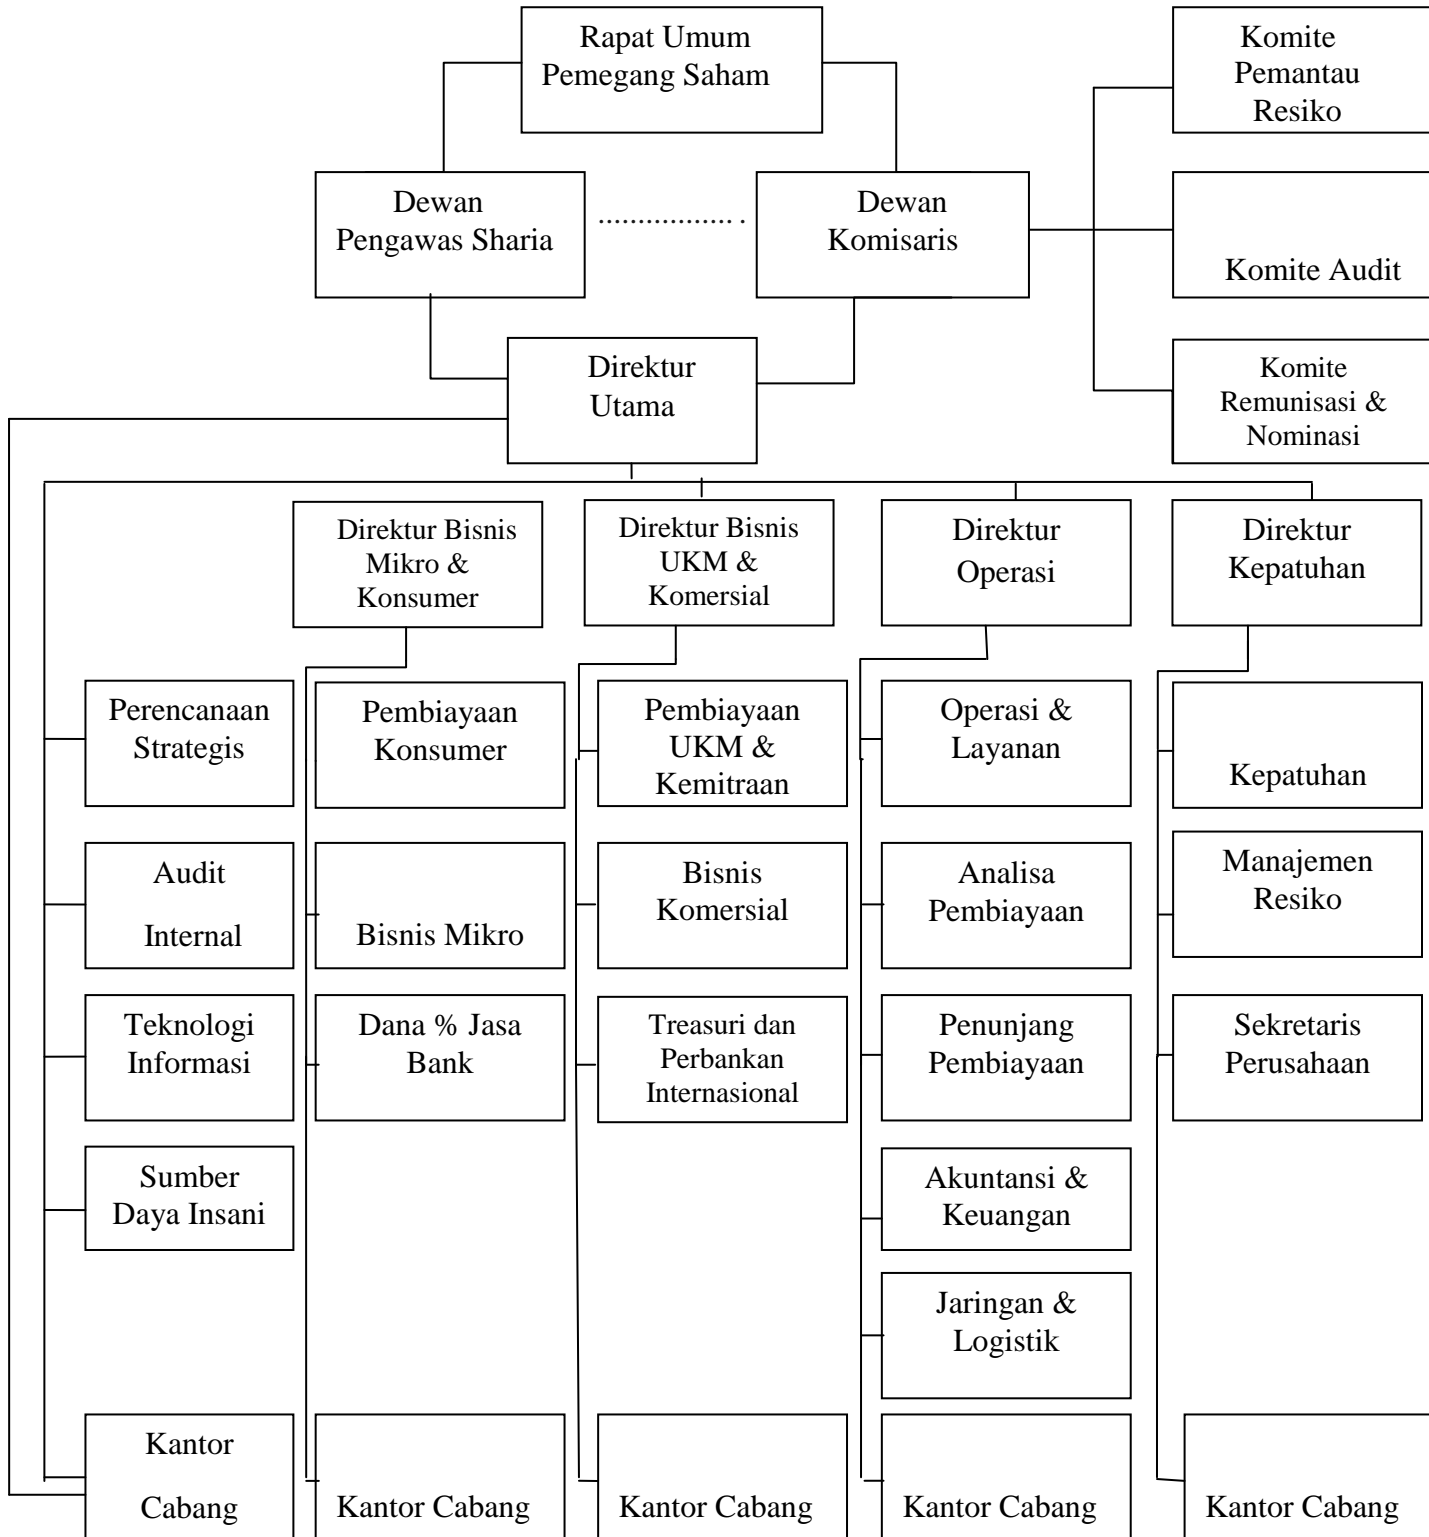 Rapat Umum
Pemegang Saham
Komite
Pemantau
Resiko
Dewan
Pengawas Sharia
................. .
Dewan
Komisaris
Komite Audit
Direktur
Utama
Komite
Remunisasi &
Nominasi
Direktur Bisnis
Mikro &
Konsumer
Direktur Bisnis
UKM &
Komersial
Direktur
Operasi
Direktur
Kepatuhan
Perencanaan
Strategis
Pembiayaan
Konsumer
Pembiayaan
UKM &
Kemitraan
Operasi &
Layanan
Kepatuhan
Audit
Internal
Bisnis Mikro
Bisnis
Komersial
Analisa
Pembiayaan
Manajemen
Resiko
Teknologi
Informasi
Dana % Jasa
Bank
Treasuri dan
Perbankan
Internasional
Penunjang
Pembiayaan
Sekretaris
Perusahaan
Sumber
Daya Insani
Akuntansi &
Keuangan
Jaringan &
Logistik
Kantor
Cabang
Kantor Cabang
Kantor Cabang
Kantor Cabang
Kantor Cabang